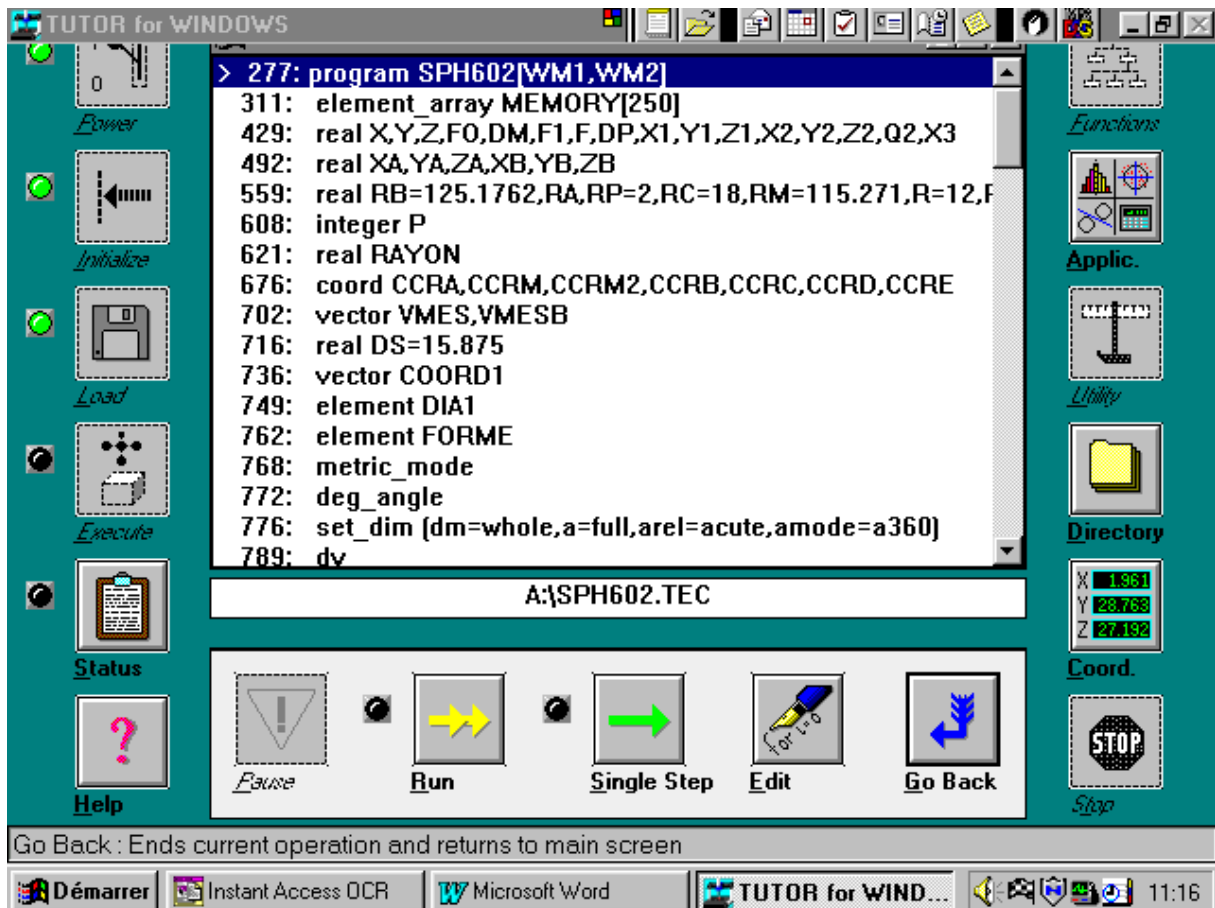 TUTOR for WINDOWS
0
Power
Initialize
Load
Execute
Status
Help
> 277: program SPH602[WM1,WM2]
311: element_array MEMORY[250]
429: real X,Y,Z,F0,DM,F1,F,DP,X1,Y1,Z1,X2,Y2,Z2,Q2,X3
492: real XA,YA,ZA,XB,YB,ZB
559: real RB=125.1762,RA,RP=2,RC=18,RM=115.271,R=12,
608: integer P
621: real RAYON
676: coord CCRA,CCRM,CCRM2,CCRB,CCRC,CCRD,CCRE
702: vector VMES,VMESB
716: real DS=15.875
736: vector COORD1
749: element DIA1
762: element FORME
768: metric_mode
772: deg_angle
776: set_dim (dm=whole,a=full,arel=acute,amode=a360)
789: dv
A:\SPH602.TEC
Pause
Run
Single Step
for L=0
Edit
Go Back
Functions
Applic.
Utility
Directory
X 1.961
Y 28.763
Z 27.192
Coord.
STOP
Stop
Go Back : Ends current operation and returns to main screen
Démarrer
Instant Access OCR
Microsoft Word
TUTOR for WIND...
11:16